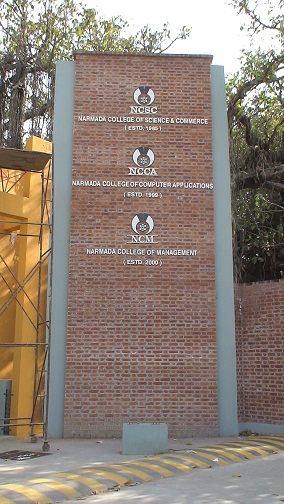 NCSC
NARMADA COLLEGE OF SCIENCE & COMMERCE
( ESTD. 1985 )
NCCA
NARMADA COLLEGE OF COMPUTER APPLICATIONS
( ESTD. 1999 )
NCM
NARMADA COLLEGE OF MANAGEMENT
( ESTD. 2000 )